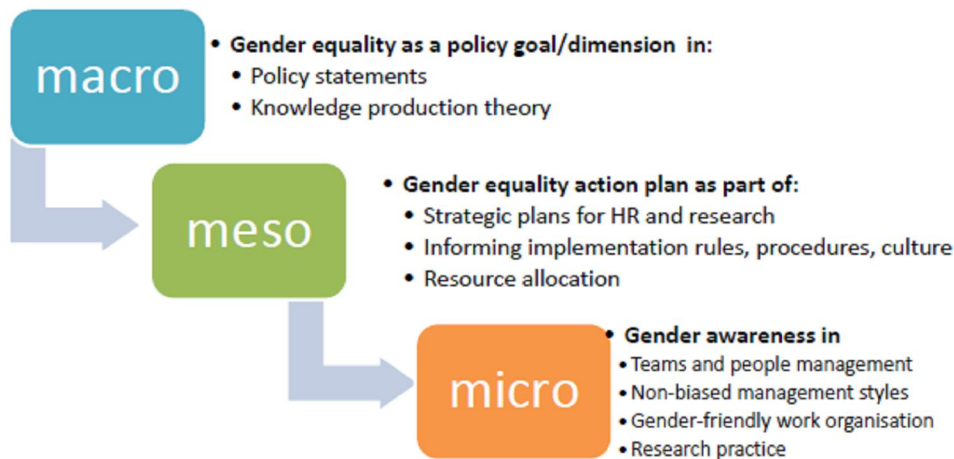 macro
• Gender equality as a policy goal/dimension in:
• Policy statements
• Knowledge production theory
meso
• Gender equality action plan as part of:
• Strategic plans for HR and research
• Informing implementation rules, procedures, culture
• Resource allocation
micro
• Gender awareness in
• Teams and people management
• Non-biased management styles
• Gender-friendly work organisation
• Research practice